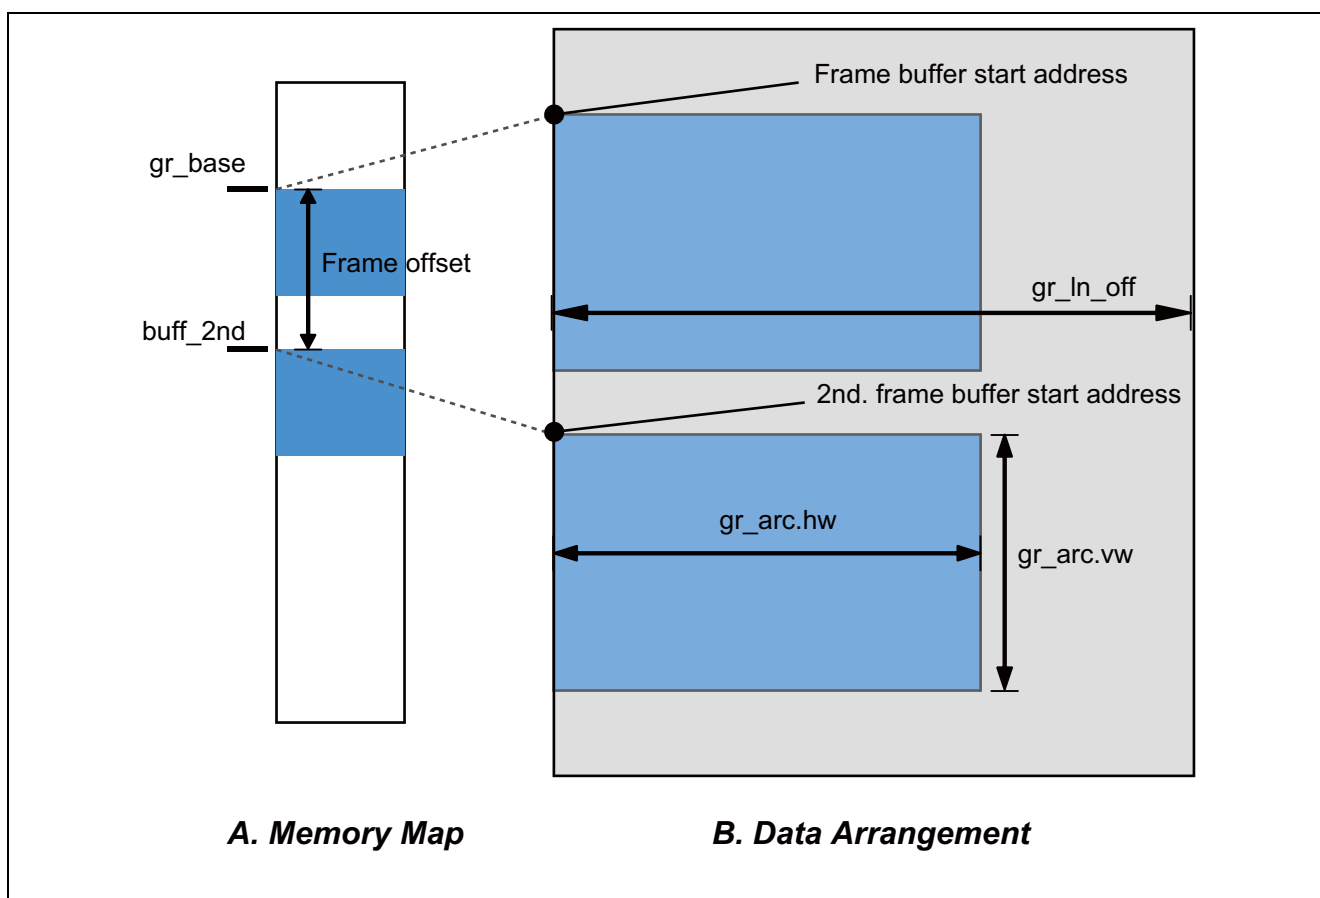 Frame buffer start address
gr_base
Frame offset
gr_ln_off
buff_2nd
2nd. frame buffer start address
gr_arc.hw
gr_arc.vw
A. Memory Map
B. Data Arrangement